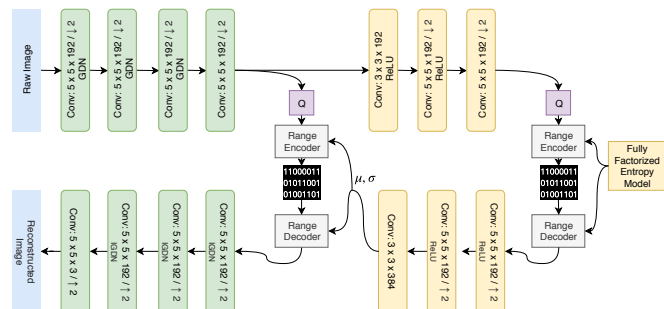 Raw Image
Conv: 5 x 5 x 192 / ↓ 2
GDN
Conv: 5 x 5 x 192 / ↓ 2
GDN
Conv: 5 x 5 x 192 / ↓ 2
GDN
Conv: 5 x 5 x 192 / ↓ 2
Conv: 3 x 3 x 192
ReLU
Conv: 5 x 5 x 192 / ↓ 2
ReLU
Conv: 5 x 5 x 192 / ↓ 2
Q
Range
Encoder
11000011
01011001
01001101
Range
Decoder
μ, σ
Q
Range
Encoder
11000011
01011001
01001101
Range
Decoder
Fully
Factorized
Entropy
Model
Reconstructed
Image
Conv: 5 x 5 x 3 / ↑ 2
Conv: 5 x 5 x 192 / ↑ 2
IGDN
Conv: 5 x 5 x 192 / ↑ 2
IGDN
Conv: 5 x 5 x 192 / ↑ 2
IGDN
Conv: 3 x 3 x 384
Conv: 5 x 5 x 192 / ↑ 2
ReLU
Conv: 5 x 5 x 192 / ↑ 2
ReLU